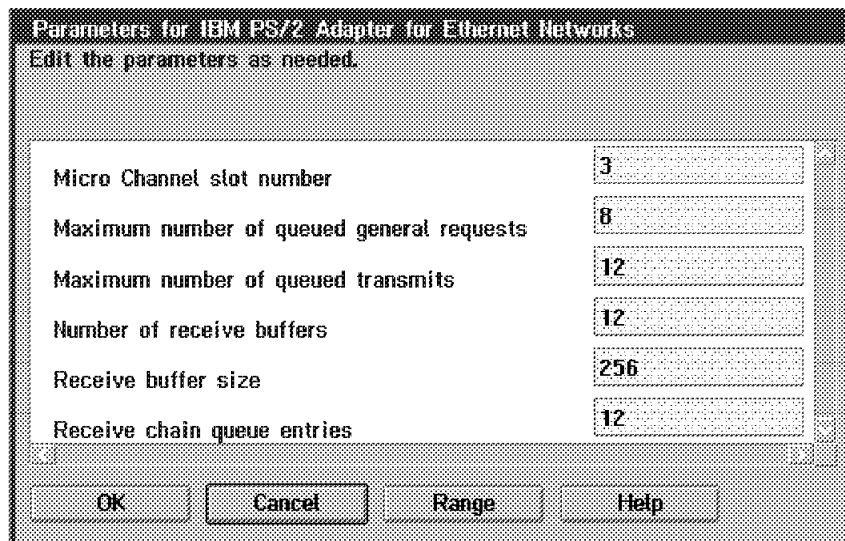 Parameters for IBM PS/2 Adapter for Ethernet Networks
Edit the parameters as needed.
Micro Channel slot number 3
Maximum number of queued general requests 8
Maximum number of queued transmits 12
Number of receive buffers 12
Receive buffer size 256
Receive chain queue entries 12
OK Cancel Range Help